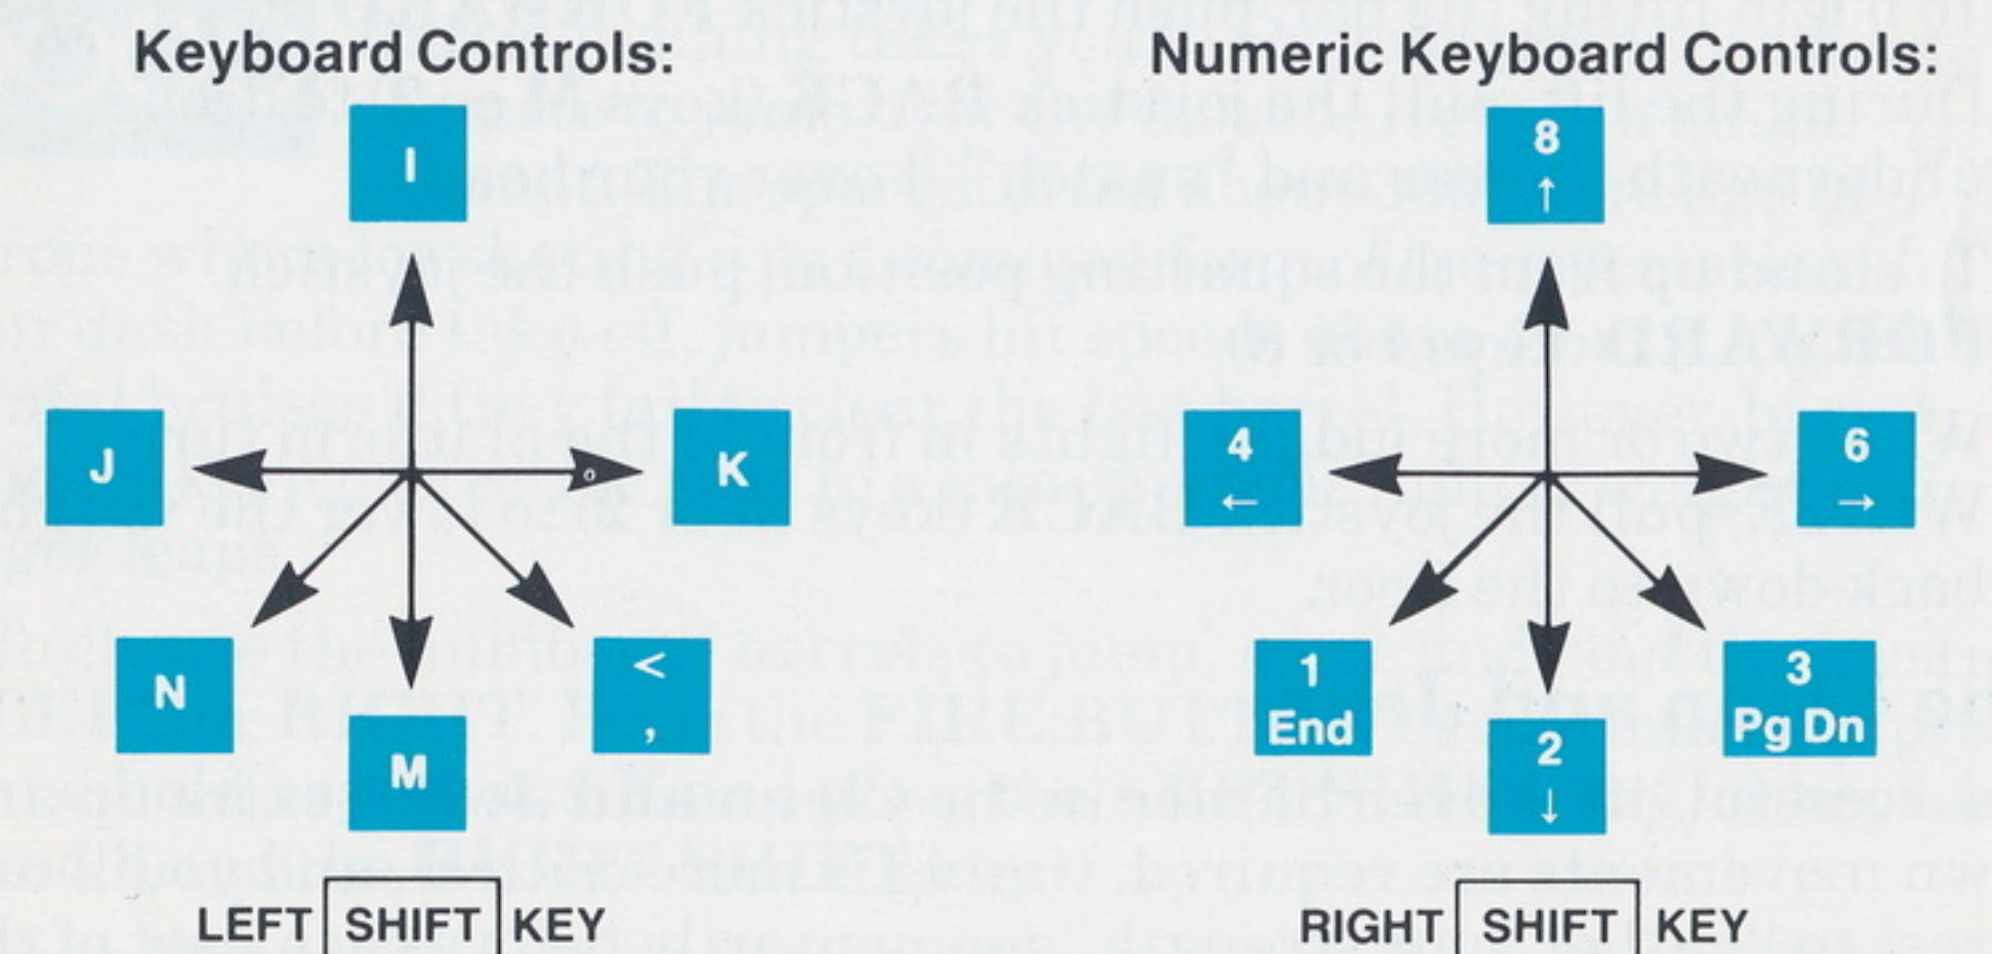 Keyboard Controls:
I
J
K
N
<
,
M
LEFT SHIFT KEY
Numeric Keyboard Controls:
8
↑
4
←
6
→
1
End
3
Pg Dn
2
↓
RIGHT SHIFT KEY